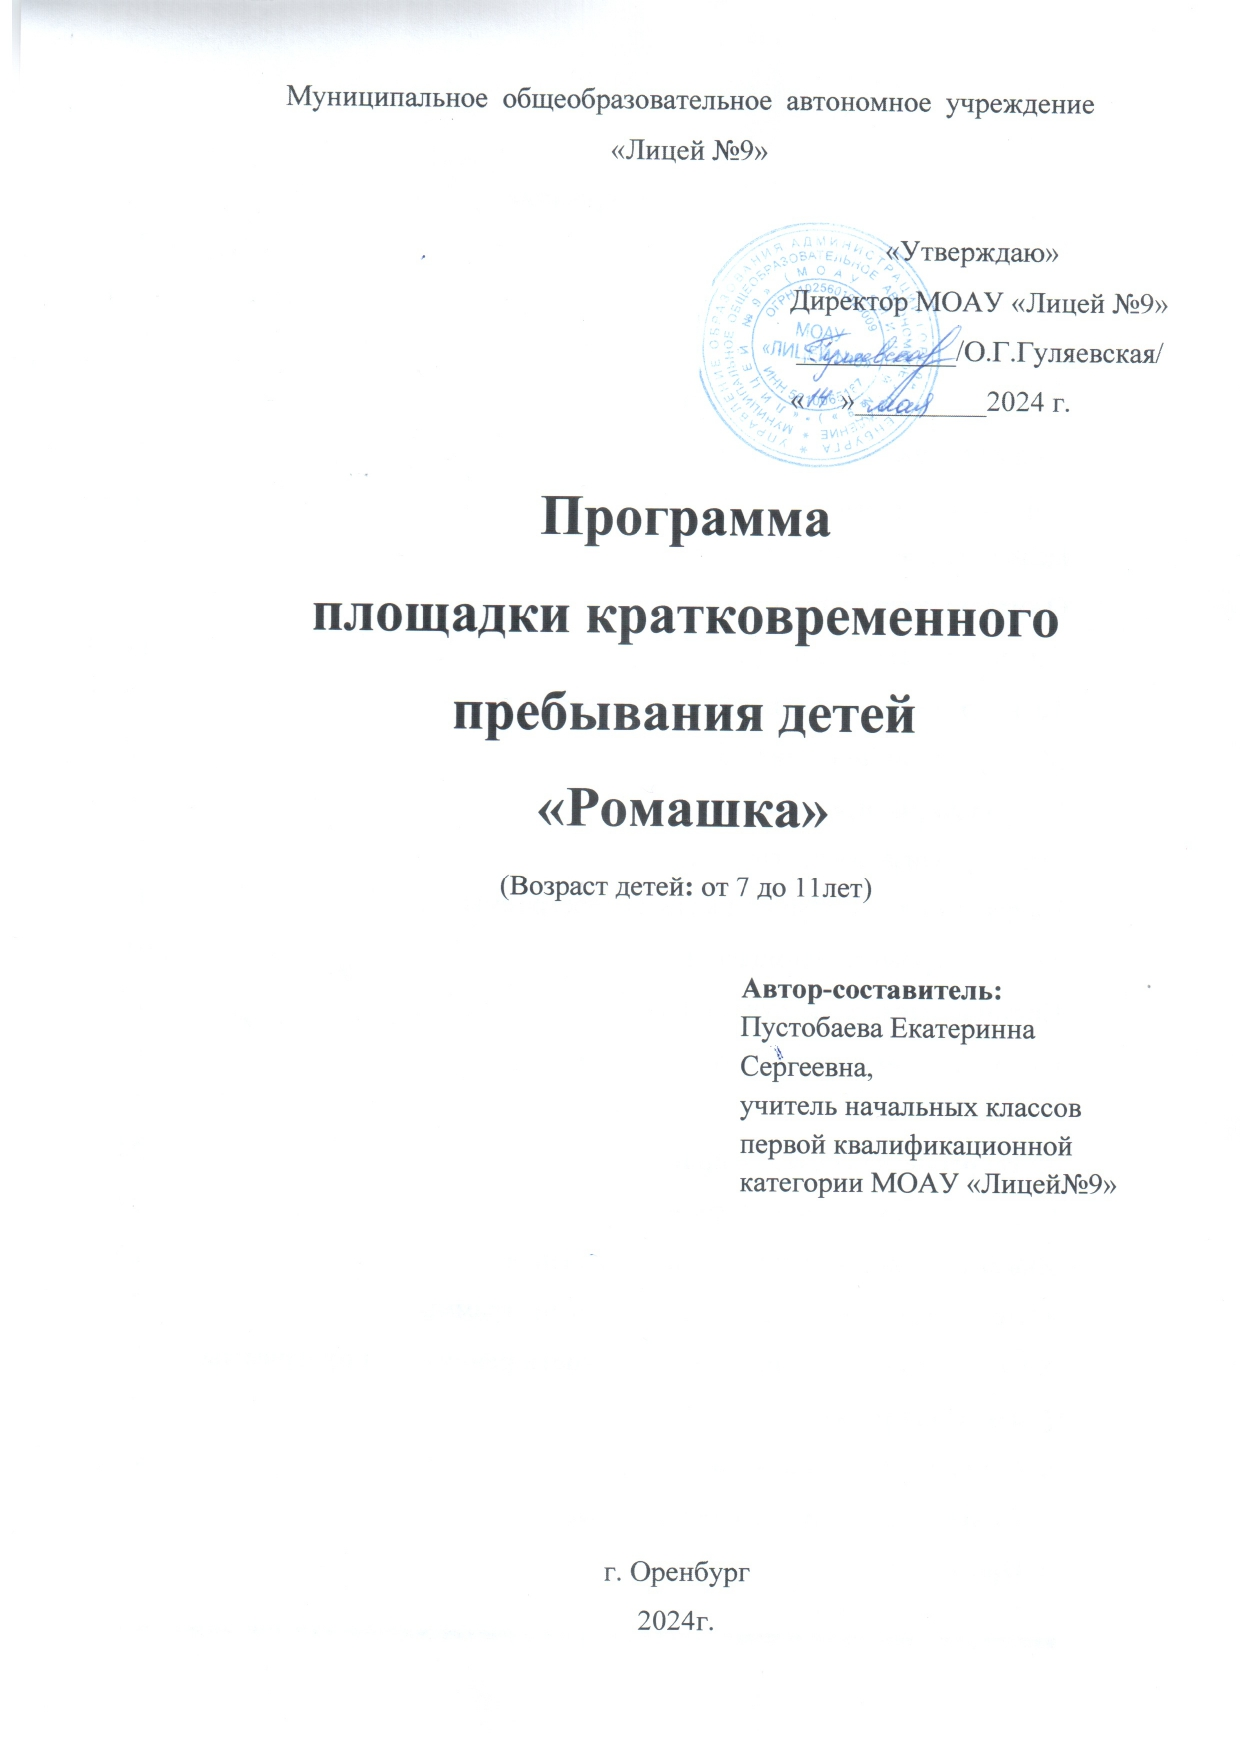 Муниципальное общеобразовательное автономное учреждение
«Лицей №9»
«Утверждаю»
Директор МОАУ «Лицей №9»
/О.Г.Гуляевская/
«14» мая 2024 г.
Программа
площадки кратковременного
пребывания детей
«Ромашка»
(Возраст детей: от 7 до 11лет)
Автор-составитель:
Пустобаева Екатеринна
Сергеевна,
учитель начальных классов
первой квалификационной
категории МОАУ «Лицей№9»
г. Оренбург
2024г.